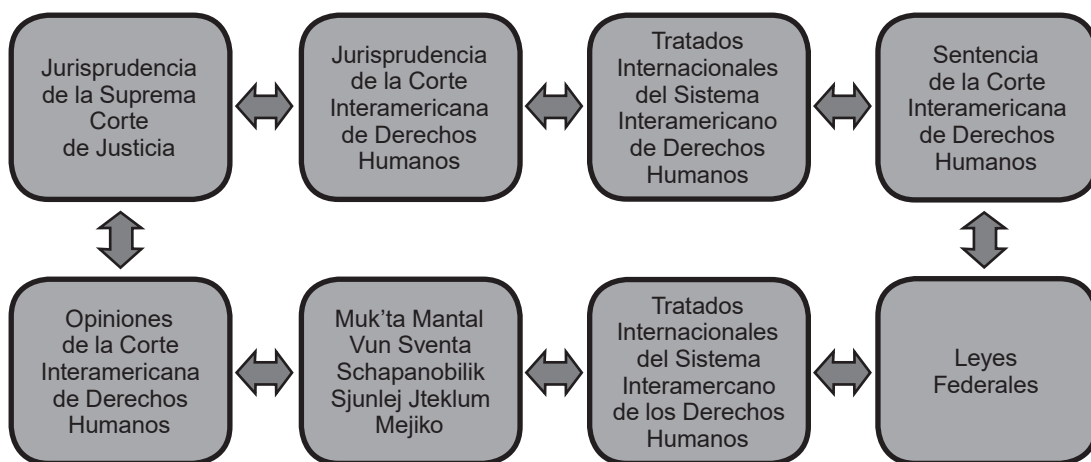 Jurisprudencia
de la Suprema
Corte
de Justicia
Jurisprudencia
de la Corte
Interamericana
de Derechos
Humanos
Tratados
Internacionales
del Sistema
Interamericano
de Derechos
Humanos
Sentencia
de la Corte
Interamericana
de Derechos
Humanos
Opiniones
de la Corte
Interamericana
de Derechos
Humanos
Muk’ta Mantal
Vun Sventa
Schapanobilik
Sjunlej Jteklum
Mejiko
Tratados
Internacionales
del Sistema
Interamercano
de los Derechos
Humanos
Leyes
Federales